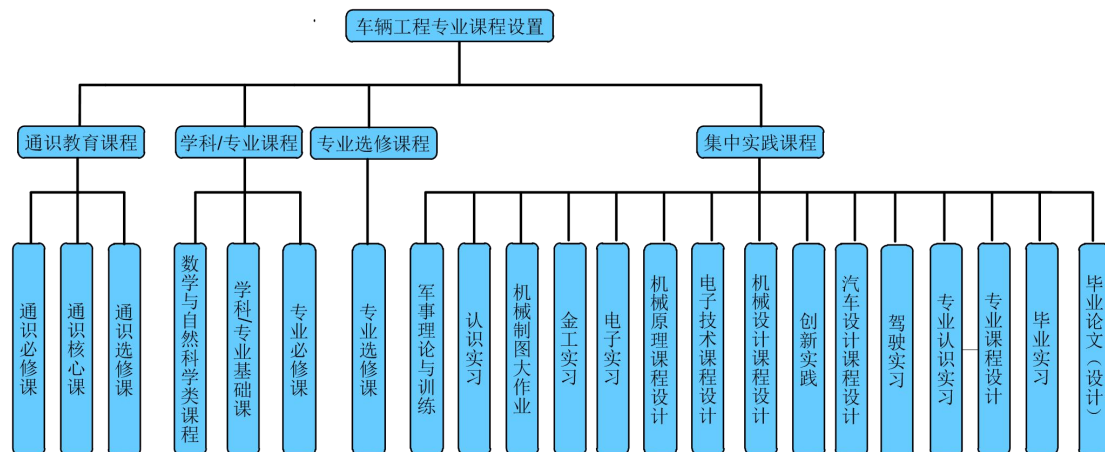 车辆工程专业课程设置
通识教育课程
学科/专业课程
专业选修课程
集中实践课程
通识必修课
通识核心课
通识选修课
数学与自然科学类课程
学科/专业基础课
专业必修课
专业选修课
军事理论与训练
认识实习
机械制图大作业
金工实习
电子实习
机械原理课程设计
电子技术课程设计
机械设计课程设计
创新实践
汽车设计课程设计
驾驶实习
专业认识实习
专业课程设计
毕业实习
毕业论文（设计）